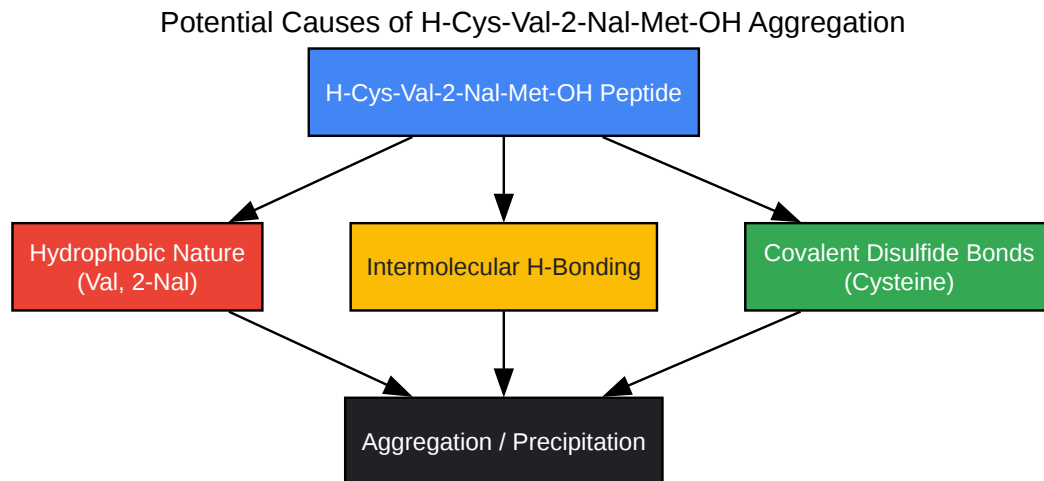 Potential Causes of H-Cys-Val-2-Nal-Met-OH Aggregation
H-Cys-Val-2-Nal-Met-OH Peptide
Hydrophobic Nature
(Val, 2-Nal)
Intermolecular H-Bonding
Covalent Disulfide Bonds
(Cysteine)
Aggregation / Precipitation